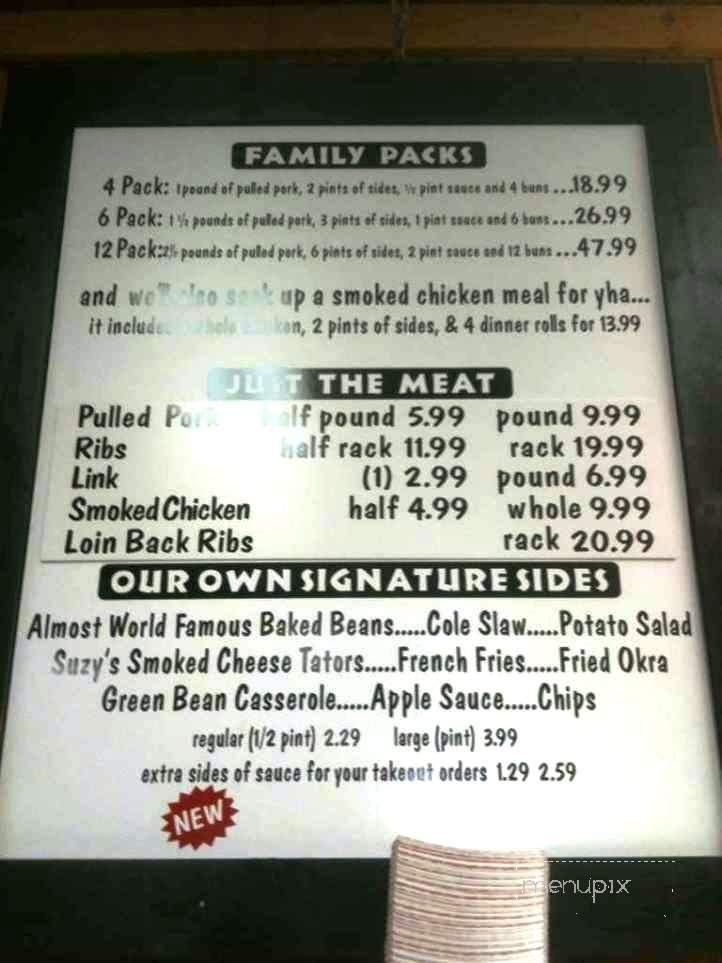 FAMILY PACKS
4 Pack: 1pound of pulled pork, 2 pints of sides, ½ pint sauce and 4 buns ...18.99
6 Pack: 1 ½ pounds of pulled pork, 3 pints of sides, 1 pint sauce and 6 buns...26.99
12 Pack: pounds of pulled pork, 6 pints of sides, 2 pint sauce and 12 buns ...47.99
and we'll also up a smoked chicken meal for yha...
it includes whole chicken, 2 pints of sides, & 4 dinner rolls for 13.99
JUST THE MEAT
Pulled Pork half pound 5.99 pound 9.99
Ribs half rack 11.99 rack 19.99
Link (1) 2.99 pound 6.99
Smoked Chicken half 4.99 whole 9.99
Loin Back Ribs rack 20.99
OUR OWN SIGNATURE SIDES
Almost World Famous Baked Beans.....Cole Slaw.....Potato Salad
Suzy's Smoked Cheese Tators.....French Fries.....Fried Okra
Green Bean Casserole.....Apple Sauce.....Chips
regular (1/2 pint) 2.29 large (pint) 3.99
extra sides of sauce for your takeout orders 1.29 2.59
NEW
menupix